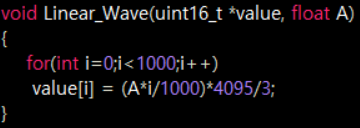 void Linear_Wave(uint16_t *value, float A)
{
for(int i=0;i<1000;i++)
value[i] = (A*i/1000)*4095/3;
}